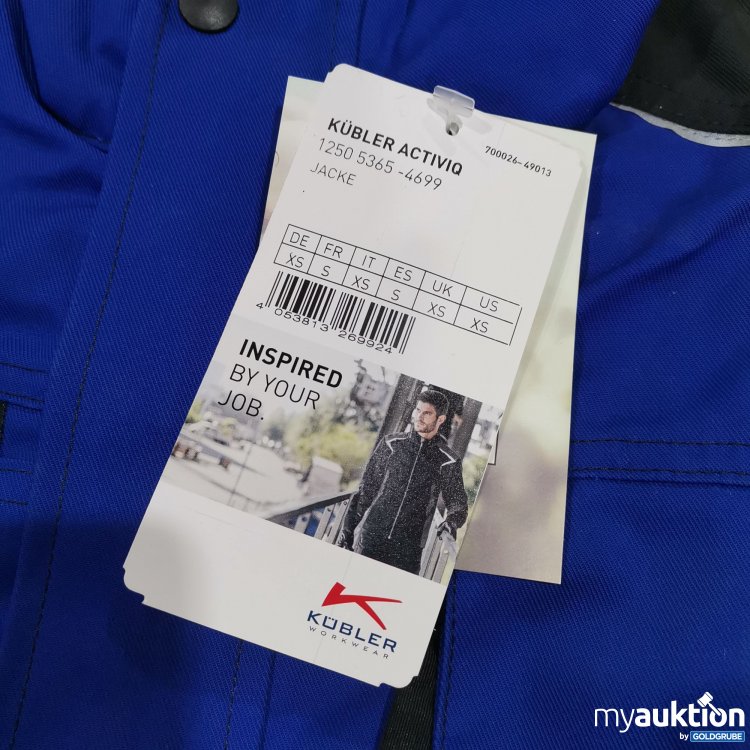 KÜBLER ACTIVIQ
700026-49013
1250 5365 -4699
JACKE
DE FR IT ES UK US
XS S XS S XS XS
4 053813 269924
INSPIRED
BY YOUR
JOB.
KÜBLER
WORKWEAR
myauktion
by GOLDGRUBE